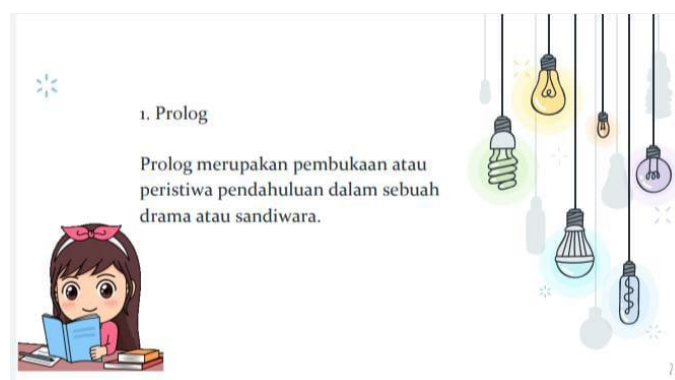 1. Prolog
Prolog merupakan pembukaan atau
peristiwa pendahuluan dalam sebuah
drama atau sandiwara.